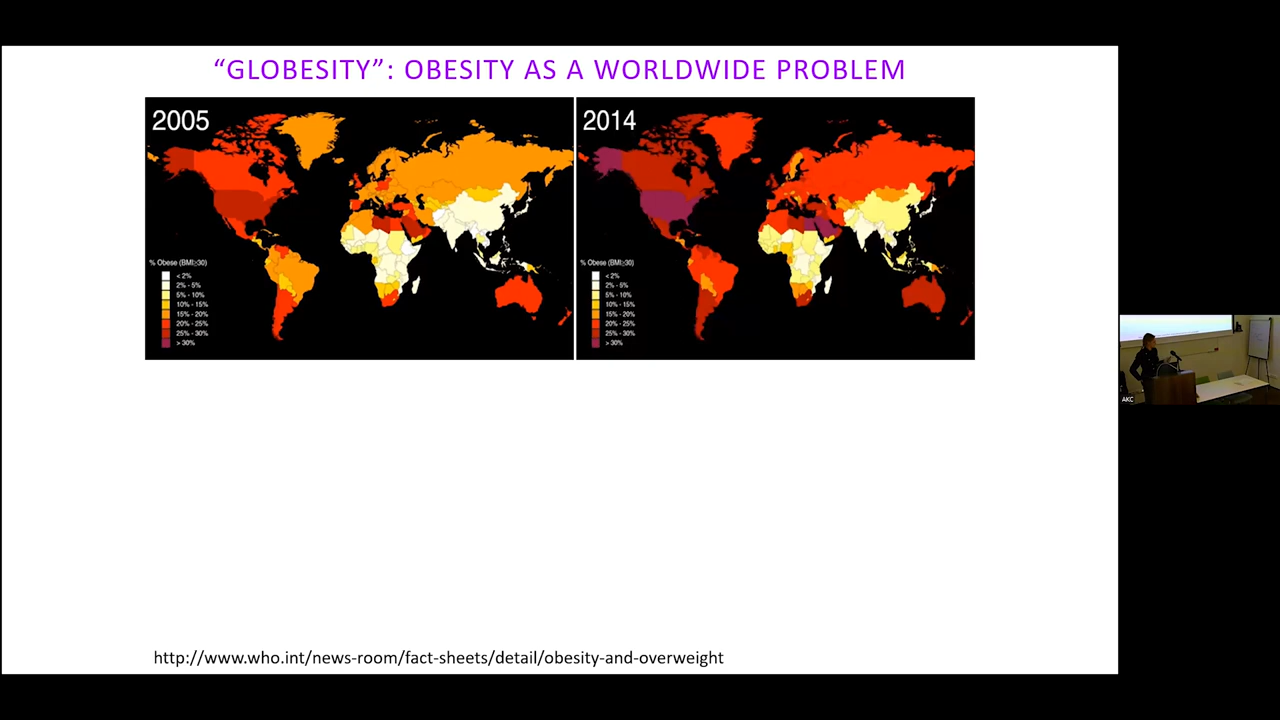 “GLOBESITY”: OBESITY AS A WORLDWIDE PROBLEM
2005
% Obese (BMI≥30)
< 2%
2% - 5%
5% - 10%
10% - 15%
15% - 20%
20% - 25%
25% - 30%
> 30%
2014
% Obese (BMI≥30)
< 2%
2% - 5%
5% - 10%
10% - 15%
15% - 20%
20% - 25%
25% - 30%
> 30%
AKC
http://www.who.int/news-room/fact-sheets/detail/obesity-and-overweight